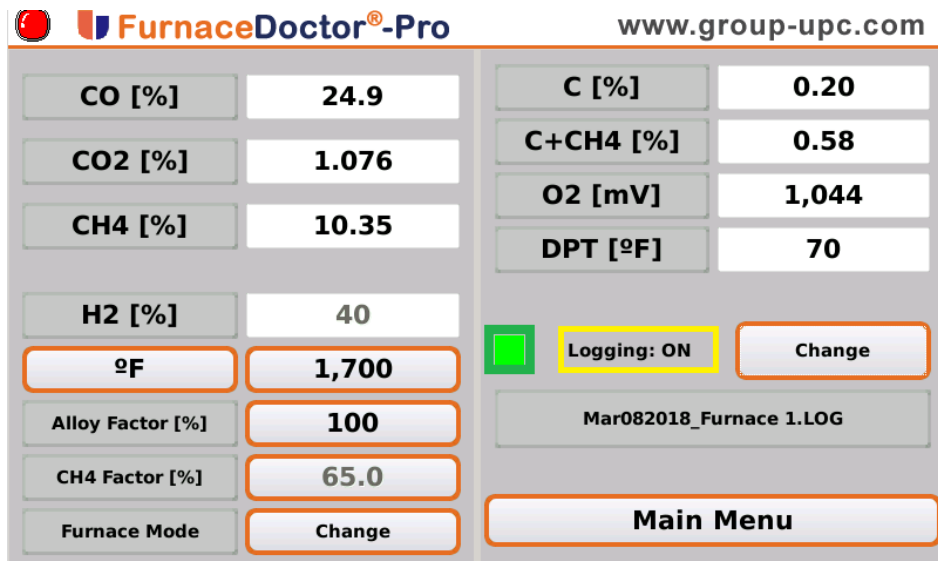 FurnaceDoctor®-Pro
www.group-upc.com
CO [%] 24.9
CO2 [%] 1.076
CH4 [%] 10.35
H2 [%] 40
ºF 1,700
Alloy Factor [%] 100
CH4 Factor [%] 65.0
Furnace Mode Change
C [%] 0.20
C+CH4 [%] 0.58
O2 [mV] 1,044
DPT [ºF] 70
Logging: ON Change
Mar082018_Furnace 1.LOG
Main Menu